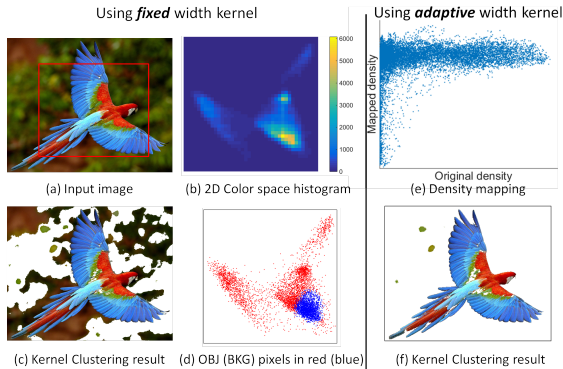 Using fixed width kernel
Using adaptive width kernel
6000
5000
4000
3000
2000
1000
0
Mapped density
Original density
(a) Input image
(b) 2D Color space histogram
(e) Density mapping
(c) Kernel Clustering result
(d) OBJ (BKG) pixels in red (blue)
(f) Kernel Clustering result